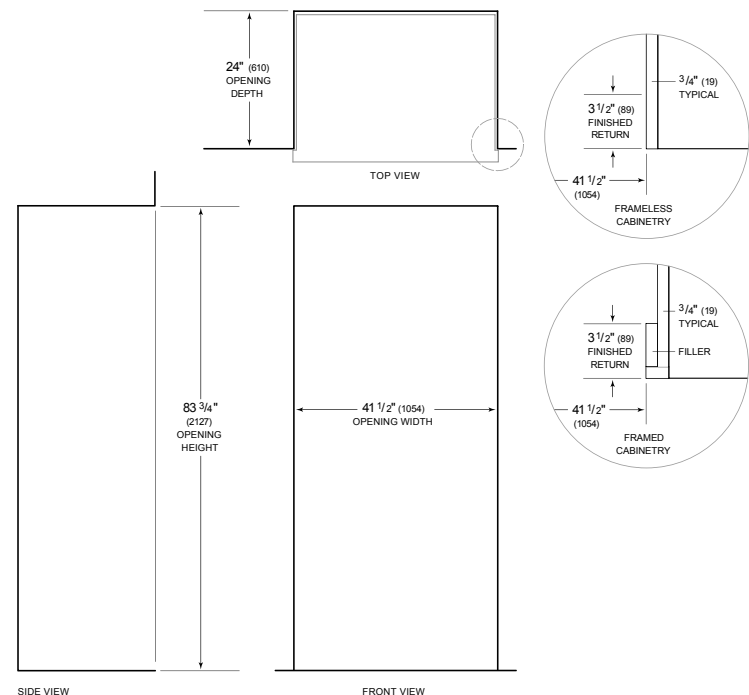 24" (610)
OPENING
DEPTH
TOP VIEW
3/4" (19)
TYPICAL
3 1/2" (89)
FINISHED
RETURN
41 1/2"
(1054)
FRAMELESS
CABINETRY
3/4" (19)
TYPICAL
3 1/2" (89)
FINISHED
RETURN
FILLER
41 1/2"
(1054)
FRAMED
CABINETRY
83 3/4"
(2127)
OPENING
HEIGHT
41 1/2" (1054)
OPENING WIDTH
SIDE VIEW
FRONT VIEW